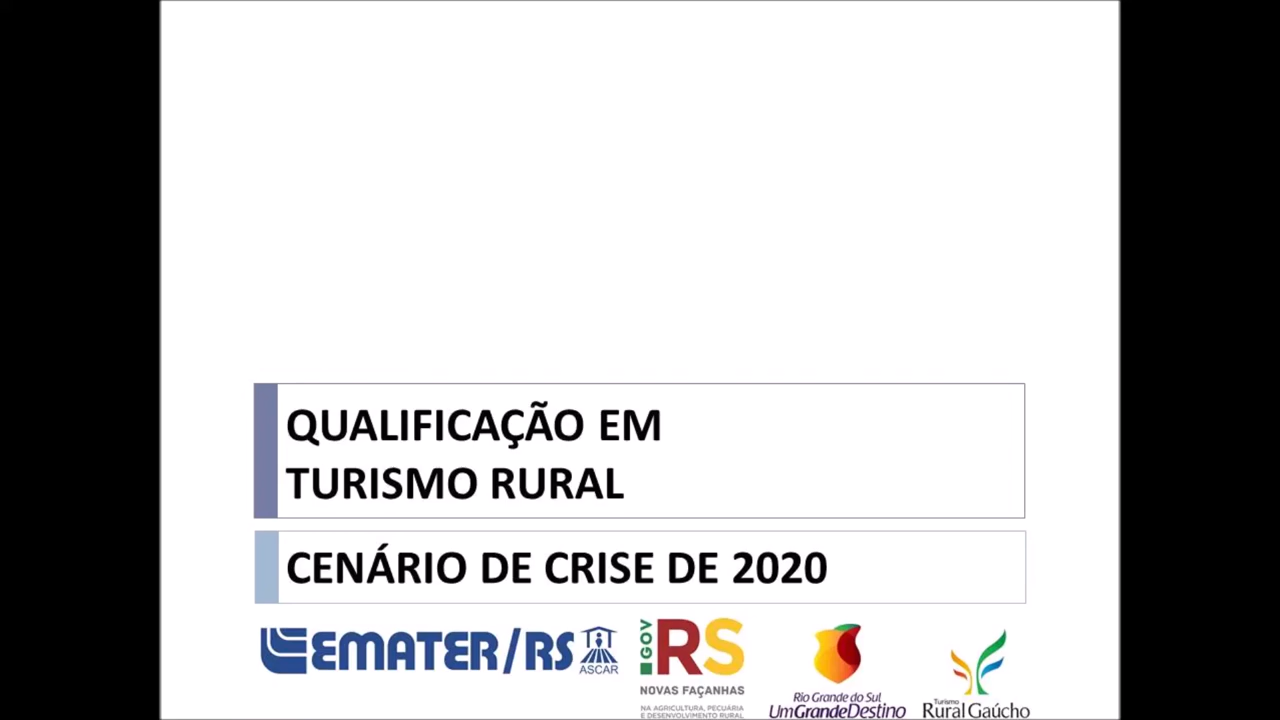 QUALIFICAÇÃO EM
TURISMO RURAL
CENÁRIO DE CRISE DE 2020
EMATER/RS
ASCAR
GOV
RS
NOVAS FAÇANHAS
NA AGRICULTURA, PECUÁRIA
E DESENVOLVIMENTO RURAL
Rio Grande do Sul
UmGrandeDestino
Turismo
Rural Gaúcho